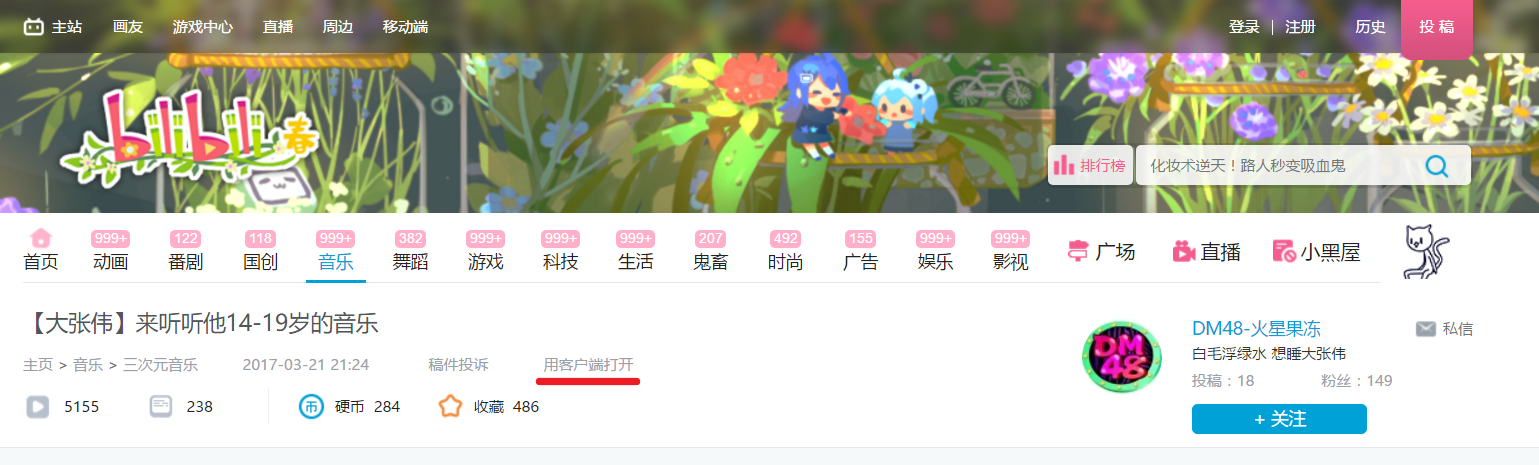 主站 画友 游戏中心 直播 周边 移动端 登录 | 注册 历史 投稿
bilibili 春
排行榜 化妆术逆天！路人秒变吸血鬼
999+ 122 118 999+ 382 999+ 999+ 999+ 207 492 155 999+ 999+
首页 动画 番剧 国创 音乐 舞蹈 游戏 科技 生活 鬼畜 时尚 广告 娱乐 影视 广场 直播 小黑屋
【大张伟】来听听他14-19岁的音乐
主页 > 音乐 > 三次元音乐 2017-03-21 21:24 稿件投诉 用客户端打开
5155 238 币 硬币 284 收藏 486
DM48
DM48-火星果冻 私信
白毛浮绿水 想睡大张伟
投稿：18 粉丝：149
+ 关注